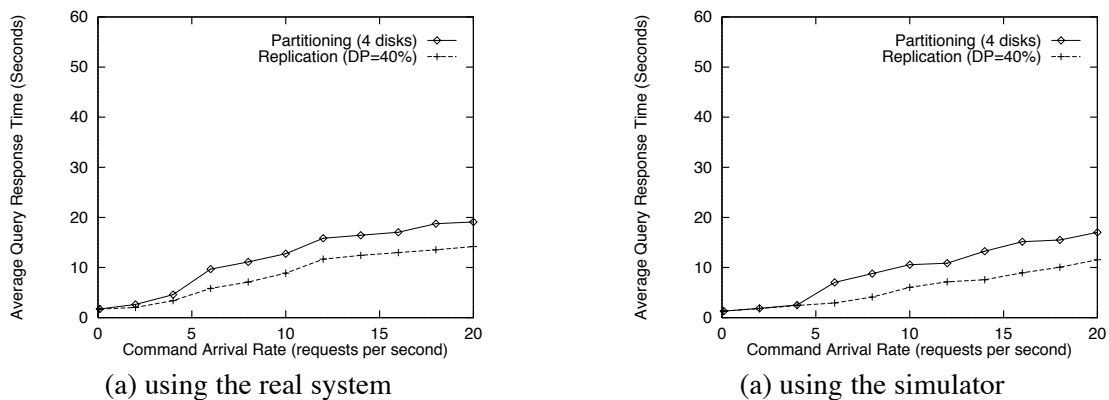 60
50
40
30
20
10
0
0 5 10 15 20
Average Query Response Time (Seconds)
Command Arrival Rate (requests per second)
Partitioning (4 disks)
Replication (DP=40%)
(a) using the real system
60
50
40
30
20
10
0
0 5 10 15 20
Average Query Response Time (Seconds)
Command Arrival Rate (requests per second)
Partitioning (4 disks)
Replication (DP=40%)
(a) using the simulator